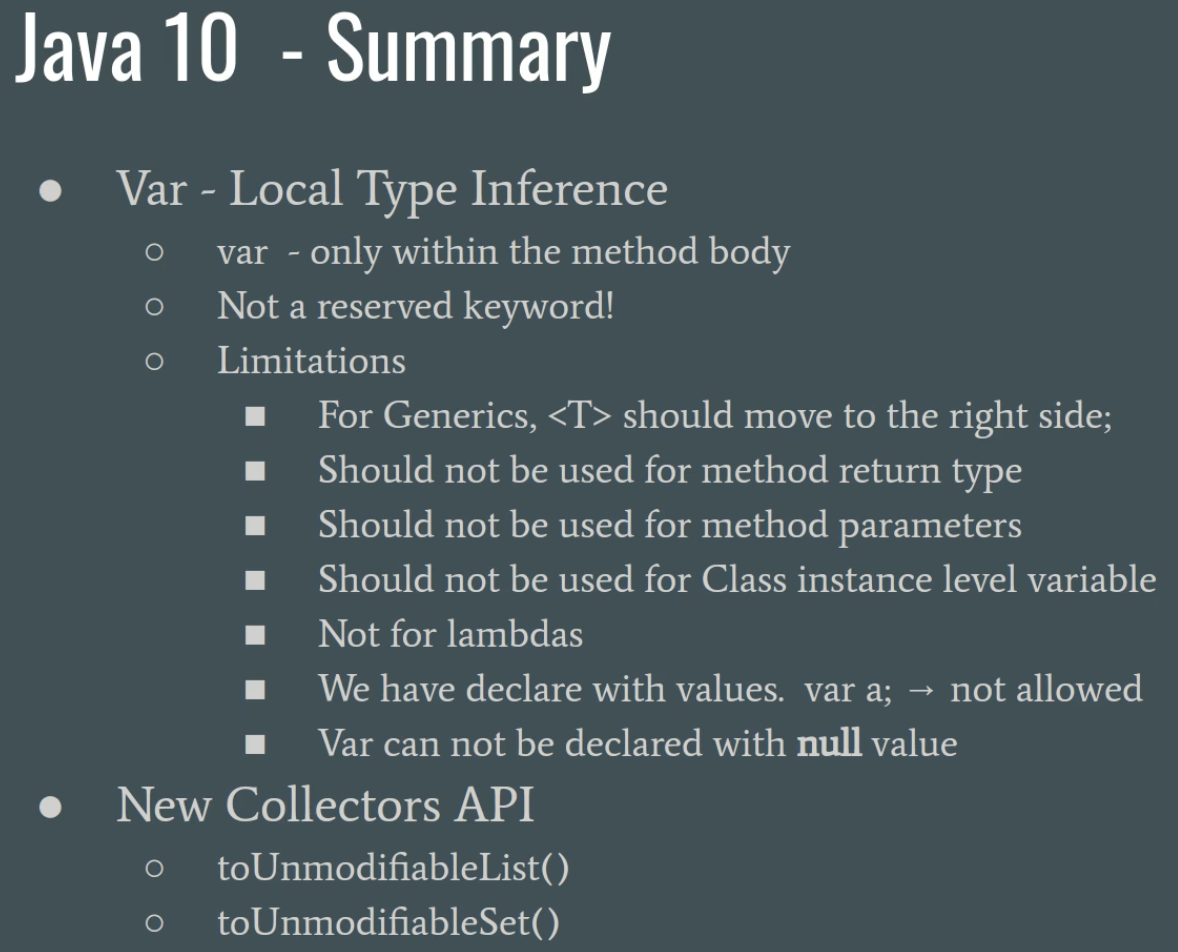 Java 10 - Summary
● Var - Local Type Inference
○ var - only within the method body
○ Not a reserved keyword!
○ Limitations
■ For Generics, <T> should move to the right side;
■ Should not be used for method return type
■ Should not be used for method parameters
■ Should not be used for Class instance level variable
■ Not for lambdas
■ We have declare with values. var a; → not allowed
■ Var can not be declared with null value
● New Collectors API
○ toUnmodifiableList()
○ toUnmodifiableSet()